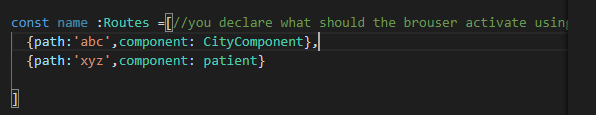 const name :Routes =[//you declare what should the brouser activate using
{path:'abc',component: CityComponent},
{path:'xyz',component: patient}
]